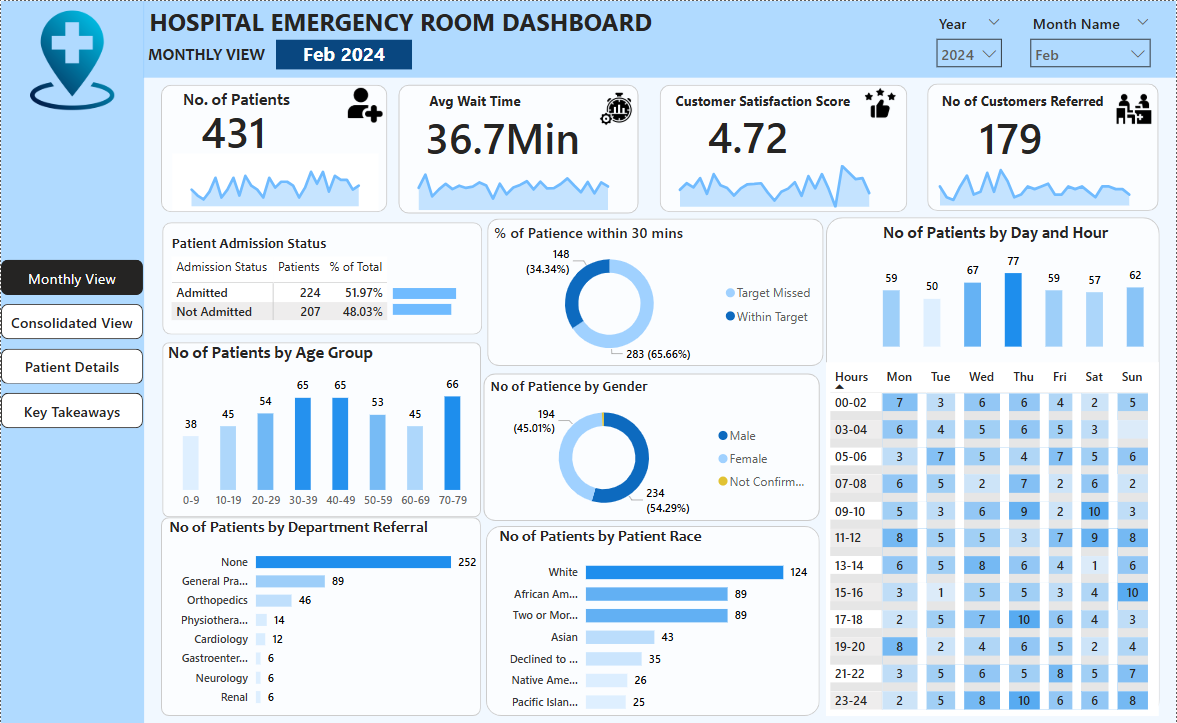 HOSPITAL EMERGENCY ROOM DASHBOARD
MONTHLY VIEW Feb 2024
Year Month Name
2024 Feb
Monthly View
Consolidated View
Patient Details
Key Takeaways
No. of Patients
431
Avg Wait Time
36.7Min
Customer Satisfaction Score
4.72
No of Customers Referred
179
Patient Admission Status
Admission Status Patients % of Total
Admitted 224 51.97%
Not Admitted 207 48.03%
% of Patience within 30 mins
148
(34.34%)
283 (65.66%)
Target Missed
Within Target
No of Patients by Age Group
38 45 54 65 65 53 45 66
0-9 10-19 20-29 30-39 40-49 50-59 60-69 70-79
No of Patience by Gender
194
(45.01%)
234
(54.29%)
Male
Female
Not Confirm...
No of Patients by Department Referral
None 252
General Pra... 89
Orthopedics 46
Physiothera... 14
Cardiology 12
Gastroenter... 6
Neurology 6
Renal 6
No of Patients by Patient Race
White 124
African Am... 89
Two or Mor... 89
Asian 43
Declined to ... 35
Native Ame... 26
Pacific Islan... 25
No of Patients by Day and Hour
59 50 67 77 59 57 62
Hours Mon Tue Wed Thu Fri Sat Sun
00-02 7 3 6 6 4 2 5
03-04 6 4 5 6 5 3
05-06 3 7 5 4 7 5 6
07-08 6 5 2 7 2 6 2
09-10 5 3 6 9 2 10 3
11-12 8 5 5 3 7 9 8
13-14 6 5 8 6 4 1 6
15-16 3 1 5 5 3 4 10
17-18 2 5 7 10 6 4 3
19-20 8 2 4 6 5 2 4
21-22 3 5 6 5 8 5 7
23-24 2 5 8 10 6 6 8